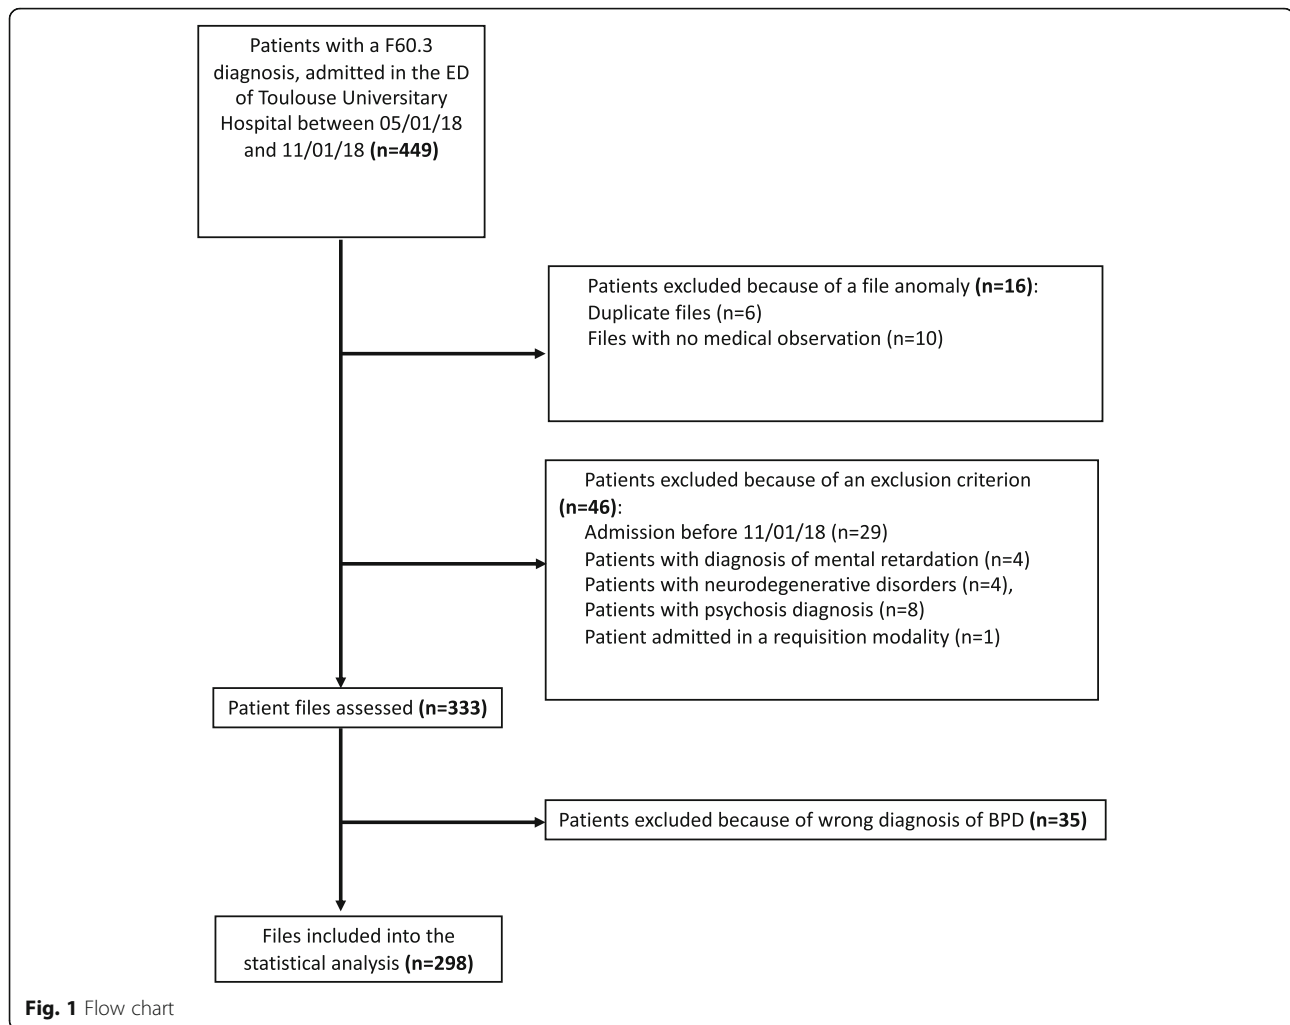 Patients with a F60.3
diagnosis, admitted in the ED
of Toulouse Universitary
Hospital between 05/01/18
and 11/01/18 (n=449)
Patients excluded because of a file anomaly (n=16):
Duplicate files (n=6)
Files with no medical observation (n=10)
Patients excluded because of an exclusion criterion
(n=46):
Admission before 11/01/18 (n=29)
Patients with diagnosis of mental retardation (n=4)
Patients with neurodegenerative disorders (n=4),
Patients with psychosis diagnosis (n=8)
Patient admitted in a requisition modality (n=1)
Patient files assessed (n=333)
Patients excluded because of wrong diagnosis of BPD (n=35)
Files included into the
statistical analysis (n=298)
Fig. 1 Flow chart